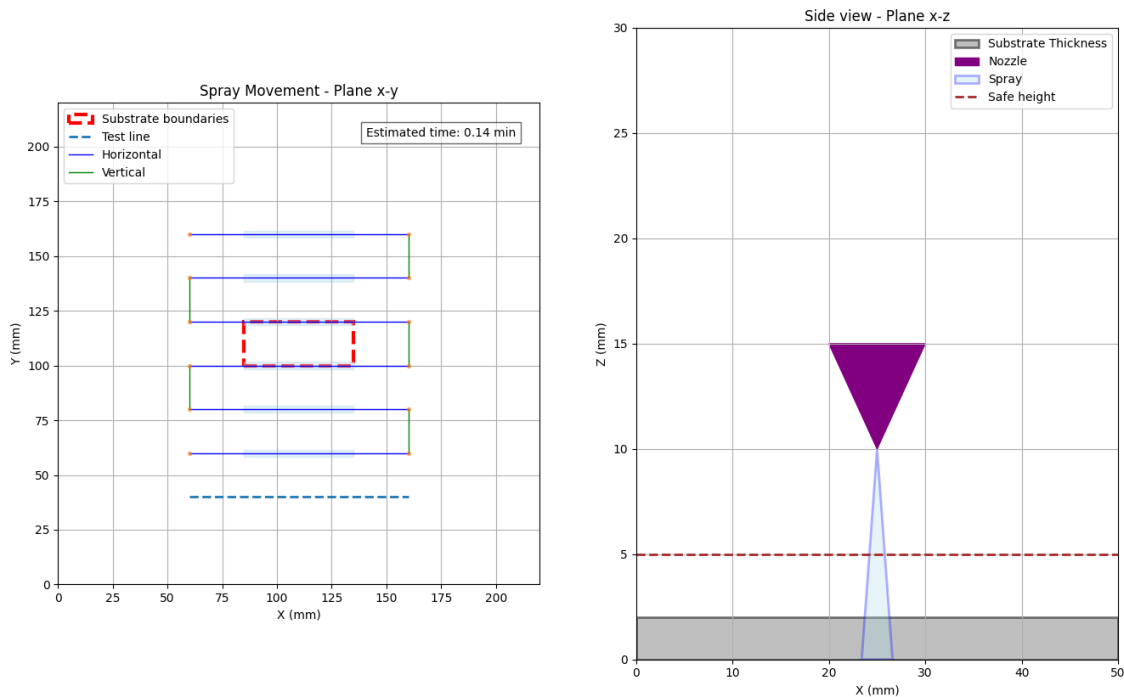 Spray Movement - Plane x-y
Substrate boundaries
Test line
Horizontal
Vertical
Estimated time: 0.14 min
200
175
150
125
100
75
50
25
0
Y (mm)
0 25 50 75 100 125 150 175 200
X (mm)
Side view - Plane x-z
Substrate Thickness
Nozzle
Spray
Safe height
30
25
20
15
10
5
0
Z (mm)
0 10 20 30 40 50
X (mm)